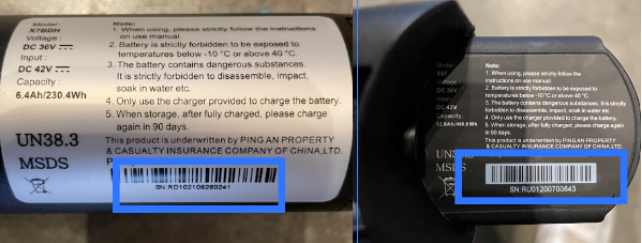 Model :
X7BDH
Voltage :
DC 36V
Input :
DC 42V
Capacity :
6.4Ah/230.4Wh
UN38.3
MSDS
Note:
1. When using, please strictly follow the instructions
on use manual.
2. Battery is strictly forbidden to be exposed to
temperatures below -10 °C or above 40 °C.
3. The battery contains dangerous substances.
It is strictly forbidden to disassemble, impact,
soak in water etc.
4. Only use the charger provided to charge the battery.
5. When storage, after fully charged, please charge
again in 90 days.
This product is underwritten by PING AN PROPERTY
& CASUALTY INSURANCE COMPANY OF CHINA,LTD.
SN:RD102106260241
Voltage
DC 36V
Input :
DC 42V
Capacity:
UN38.3
MSDS
Note:
1. When using, please strictly follow the
instructions on use manual.
2. Battery is strictly forbidden to be exposed
to temperatures below -10 °C or above 40 °C.
3. The battery contains dangerous substances. It is strictly
forbidden to disassemble, impact, soak in water etc.
4. Only use the charger provided to charge the battery.
5. When storage, after fully charged, please charge again
in 90 days.
This product is underwritten by PING AN PROPERTY
& CASUALTY INSURANCE COMPANY OF CHINA,LTD.
SN:RU01200700843